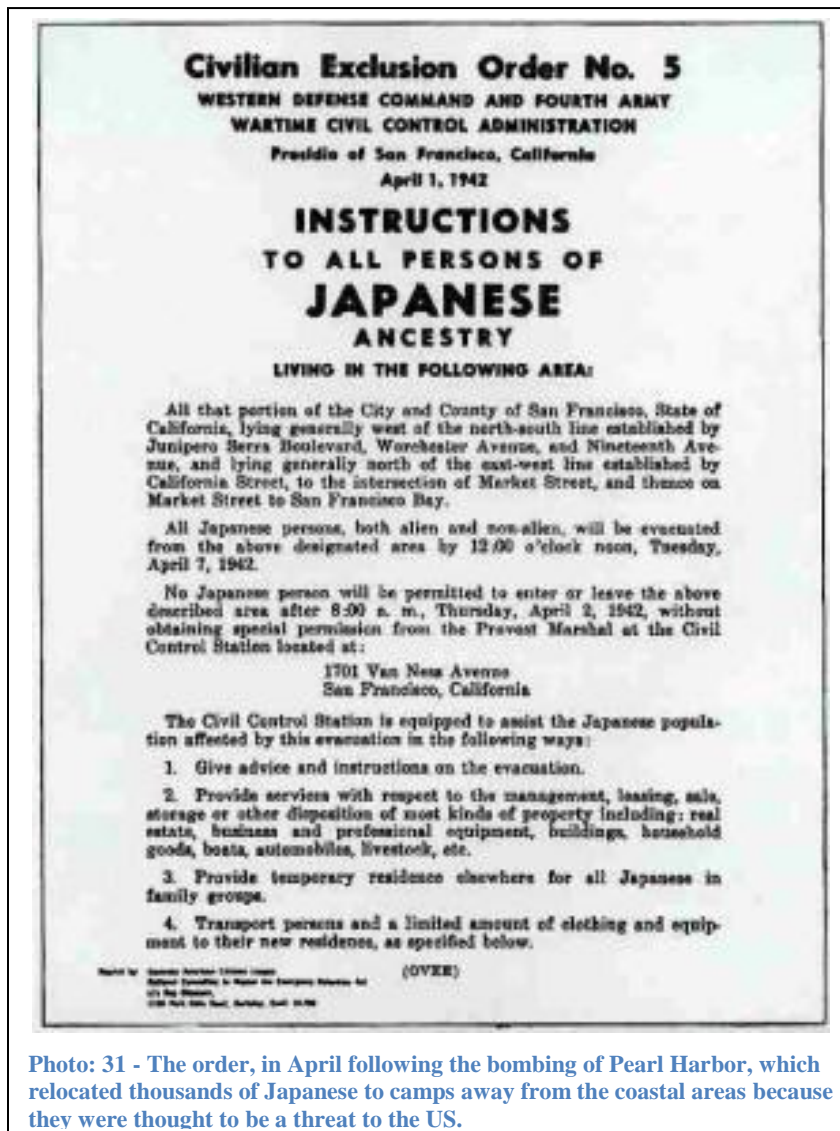 Civilian Exclusion Order No. 5
WESTERN DEFENSE COMMAND AND FOURTH ARMY
WARTIME CIVIL CONTROL ADMINISTRATION
Presidio of San Francisco, California
April 1, 1942
INSTRUCTIONS
TO ALL PERSONS OF
JAPANESE
ANCESTRY
LIVING IN THE FOLLOWING AREA:
All that portion of the City and County of San Francisco, State of
California, lying generally west of the north-south line established by
Junipero Serra Boulevard, Worchester Avenue, and Nineteenth Ave-
nue, and lying generally north of the east-west line established by
California Street, to the intersection of Market Street, and thence on
Market Street to San Francisco Bay.
All Japanese persons, both alien and non-alien, will be evacuated
from the above designated area by 12:00 o'clock noon, Tuesday,
April 7, 1942.
No Japanese person will be permitted to enter or leave the above
described area after 8:00 a. m., Thursday, April 2, 1942, without
obtaining special permission from the Provost Marshal at the Civil
Control Station located at:
1701 Van Ness Avenue
San Francisco, California
The Civil Control Station is equipped to assist the Japanese popula-
tion affected by this evacuation in the following ways:
1. Give advice and instructions on the evacuation.
2. Provide services with respect to the management, leasing, sale,
storage or other disposition of most kinds of property including: real
estate, business and professional equipment, buildings, household
goods, boats, automobiles, livestock, etc.
3. Provide temporary residence elsewhere for all Japanese in
family groups.
4. Transport persons and a limited amount of clothing and equip-
ment to their new residence, as specified below.
(OVER)
Reprint by: Japanese American Citizens League
Photo: 31 - The order, in April following the bombing of Pearl Harbor, which
relocated thousands of Japanese to camps away from the coastal areas because
they were thought to be a threat to the US.